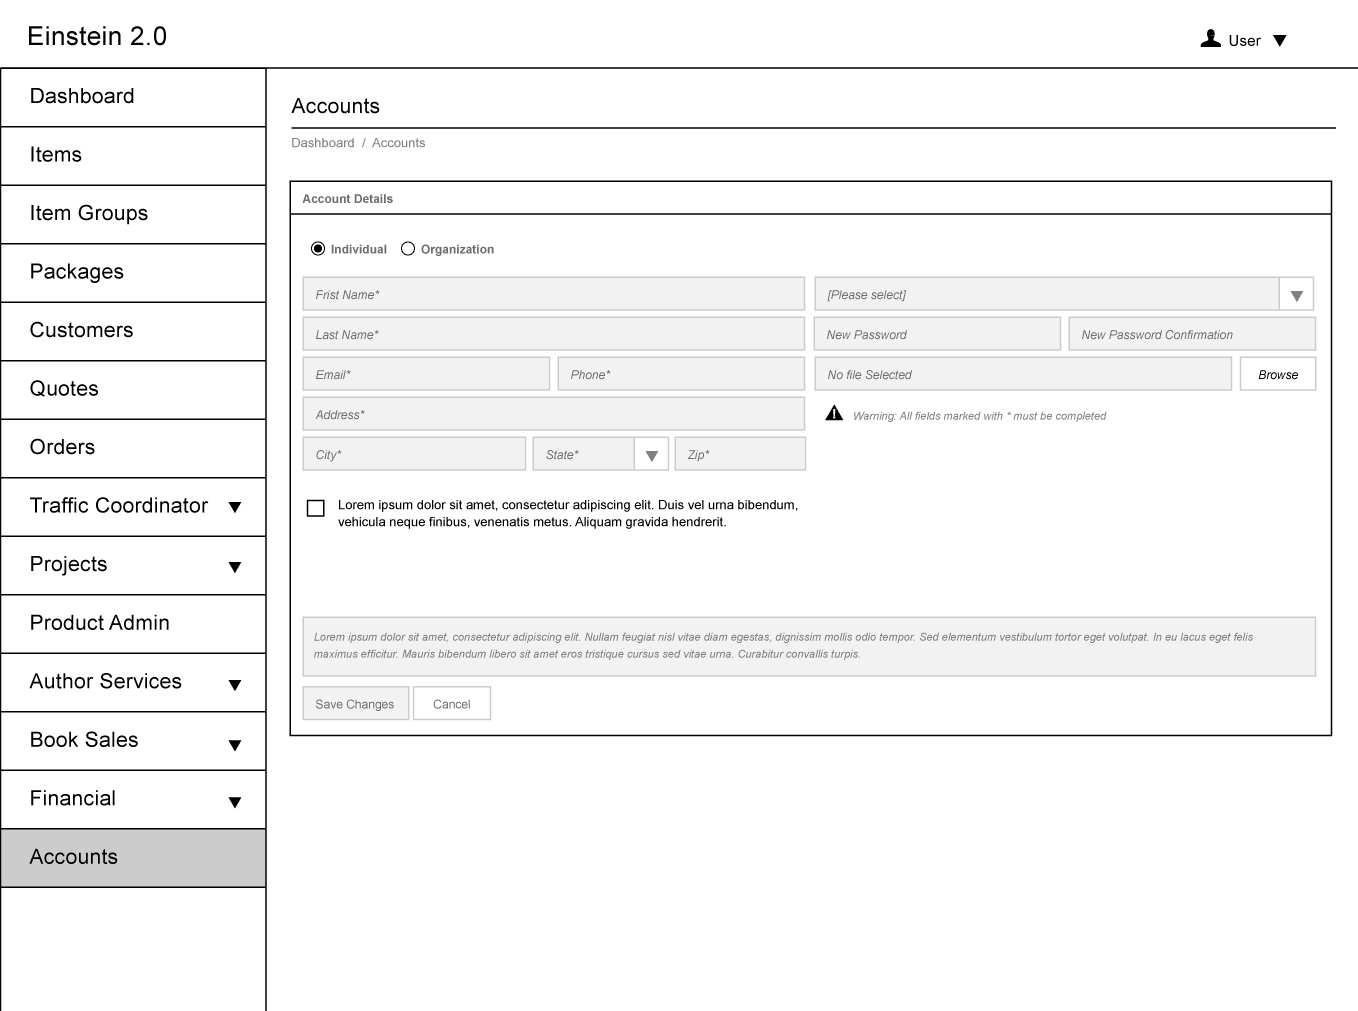 Einstein 2.0
User
Dashboard
Items
Item Groups
Packages
Customers
Quotes
Orders
Traffic Coordinator
Projects
Product Admin
Author Services
Book Sales
Financial
Accounts
Accounts
Dashboard / Accounts
Account Details
Individual Organization
Frist Name* [Please select]
Last Name* New Password New Password Confirmation
Email* Phone* No file Selected Browse
Address* Warning: All fields marked with * must be completed
City* State* Zip*
Lorem ipsum dolor sit amet, consectetur adipiscing elit. Duis vel urna bibendum,
vehicula neque finibus, venenatis metus. Aliquam gravida hendrerit.
Lorem ipsum dolor sit amet, consectetur adipiscing elit. Nullam feugiat nisl vitae diam egestas, dignissim mollis odio tempor. Sed elementum vestibulum tortor eget volutpat. In eu lacus eget felis
maximus efficitur. Mauris bibendum libero sit amet eros tristique cursus sed vitae urna. Curabitur convallis turpis.
Save Changes Cancel